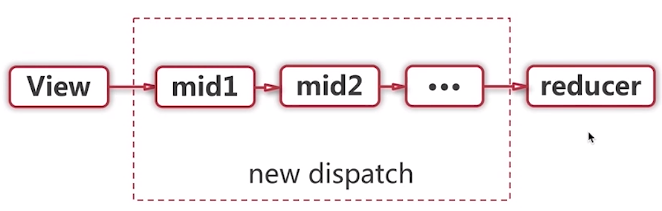 View
mid1
mid2
•••
reducer
new dispatch